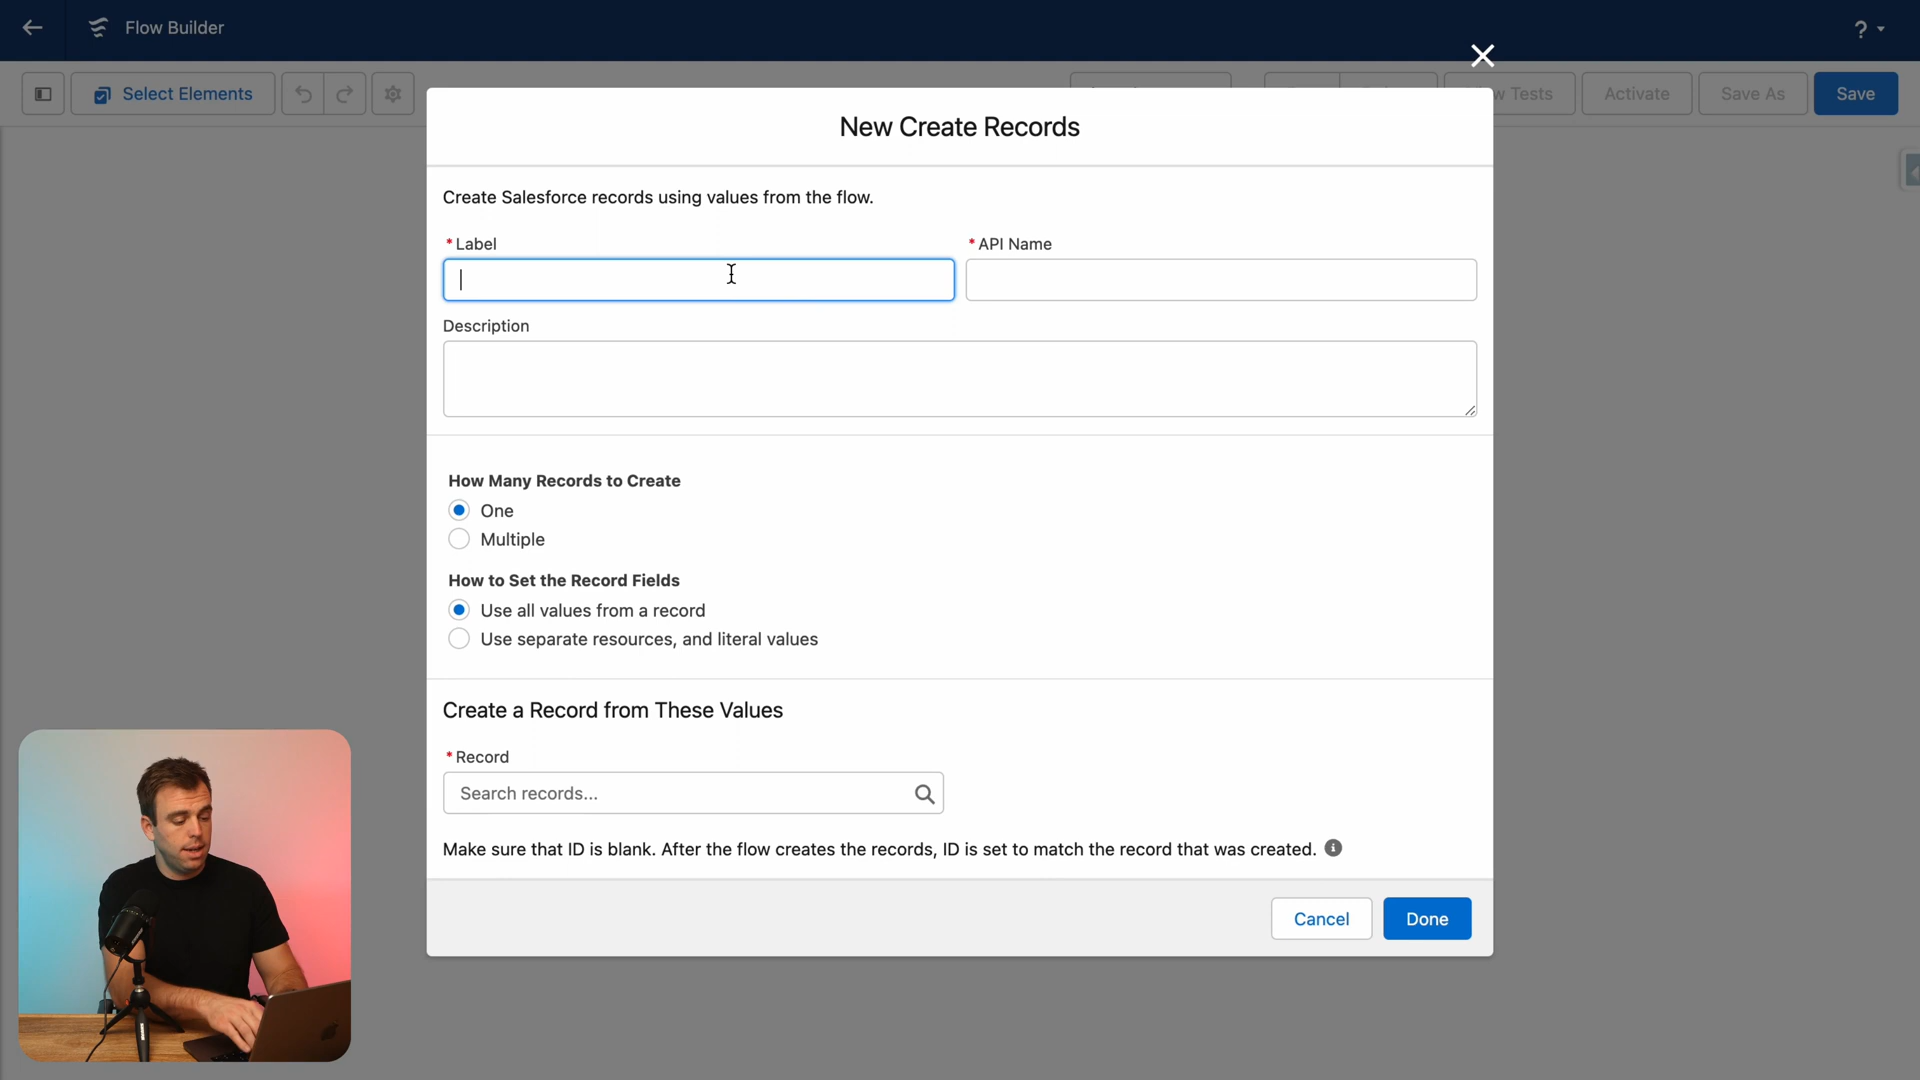 Flow Builder
?
Select Elements
w Tests
Activate
Save As
Save
New Create Records
Create Salesforce records using values from the flow.
* Label
* API Name
Description
How Many Records to Create
One
Multiple
How to Set the Record Fields
Use all values from a record
Use separate resources, and literal values
Create a Record from These Values
* Record
Search records...
Make sure that ID is blank. After the flow creates the records, ID is set to match the record that was created.
Cancel
Done